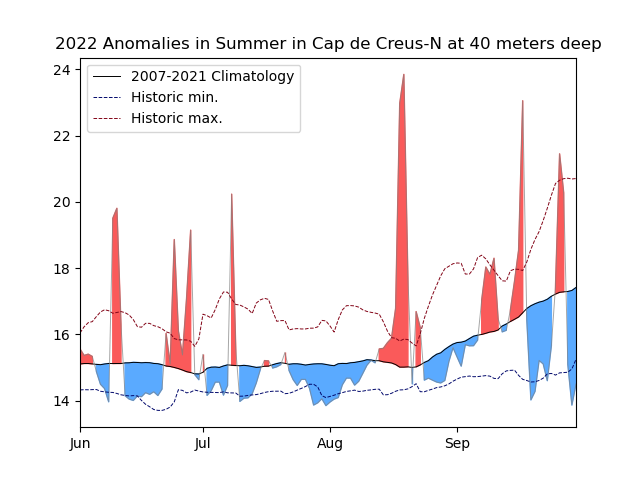 2022 Anomalies in Summer in Cap de Creus-N at 40 meters deep
2007-2021 Climatology
Historic min.
Historic max.
24
22
20
18
16
14
Jun
Jul
Aug
Sep